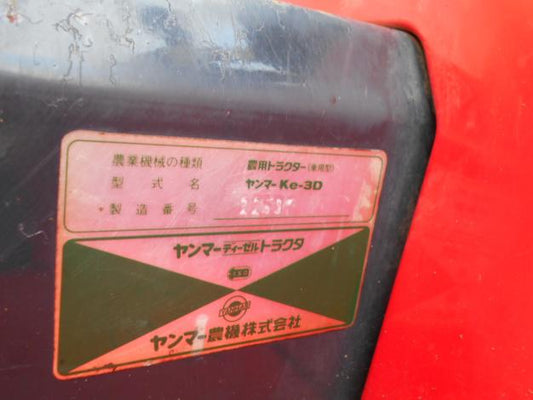 農業機械の種類 農用トラクター(乗用型)
型式名 ヤンマーKe-3D
*製造番号
ヤンマーディーゼルトラクタ
YANMAR
ヤンマー農機株式会社